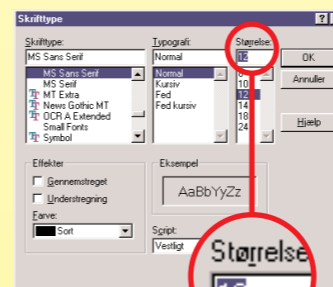 Skrifttype
Skrifttype: Typografi: Størrelse:
MS Sans Serif Normal 12 OK
MS Sans Serif Normal 8
MS Serif Kursiv 10 Annuller
MT Extra Fed 12
News Gothic MT Fed kursiv 14
OCR A Extended 18 Hjælp
Small Fonts 24
Symbol
Effekter Eksempel
Gennemstreget
Understregning AaBbYyZz
Farve:
Sort Script:
Vestligt
Størrelse